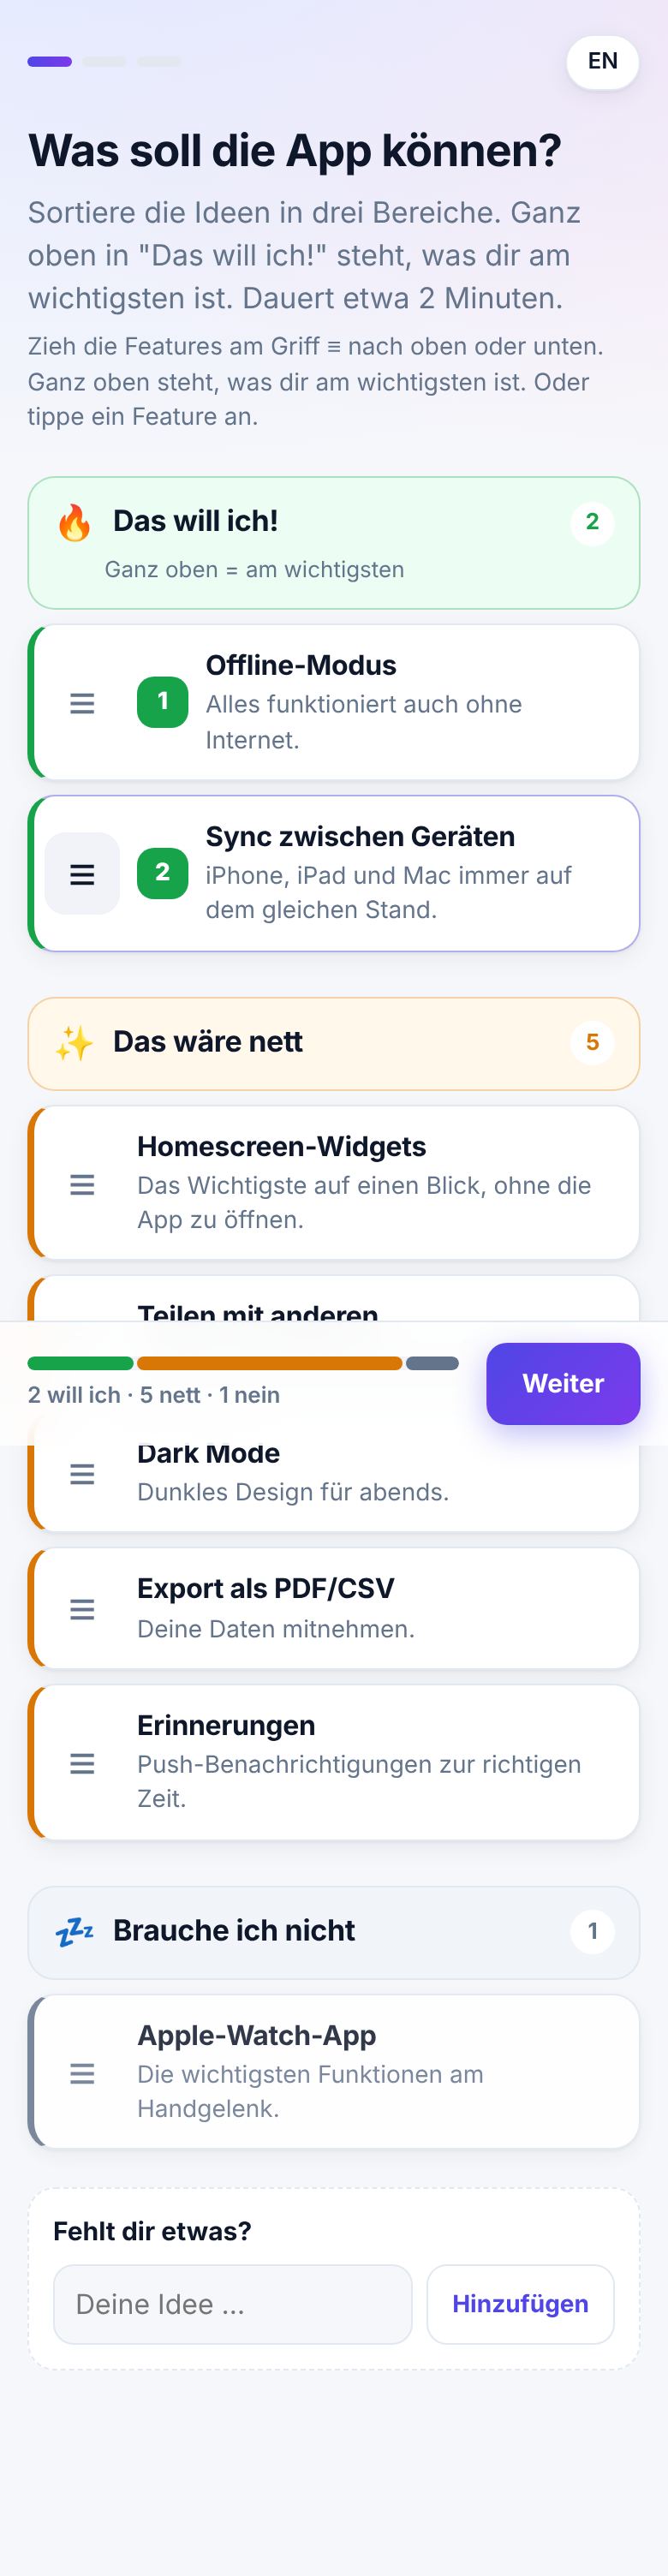 EN
Was soll die App können?
Sortiere die Ideen in drei Bereiche. Ganz
oben in "Das will ich!" steht, was dir am
wichtigsten ist. Dauert etwa 2 Minuten.
Zieh die Features am Griff ≡ nach oben oder unten.
Ganz oben steht, was dir am wichtigsten ist. Oder
tippe ein Feature an.
🔥 Das will ich! 2
Ganz oben = am wichtigsten
1
Offline-Modus
Alles funktioniert auch ohne
Internet.
2
Sync zwischen Geräten
iPhone, iPad und Mac immer auf
dem gleichen Stand.
✨ Das wäre nett 5
Homescreen-Widgets
Das Wichtigste auf einen Blick, ohne die
App zu öffnen.
Teilen mit anderen
2 will ich · 5 nett · 1 nein
Weiter
Dark Mode
Dunkles Design für abends.
Export als PDF/CSV
Deine Daten mitnehmen.
Erinnerungen
Push-Benachrichtigungen zur richtigen
Zeit.
💤 Brauche ich nicht 1
Apple-Watch-App
Die wichtigsten Funktionen am
Handgelenk.
Fehlt dir etwas?
Deine Idee ...
Hinzufügen